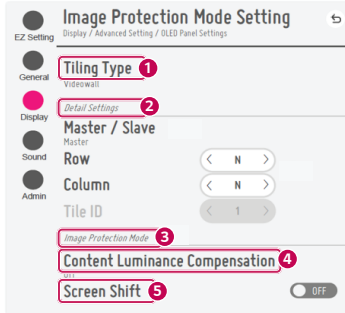 Image Protection Mode Setting
Display / Advanced Setting / OLED Panel Settings
EZ Setting
General
Display
Sound
Admin
Tiling Type 1
Videowall
Detail Settings 2
Master / Slave
Master
Row < N >
Column < N >
Tile ID < 1 >
Image Protection Mode 3
Content Luminance Compensation 4
Off
Screen Shift 5 OFF